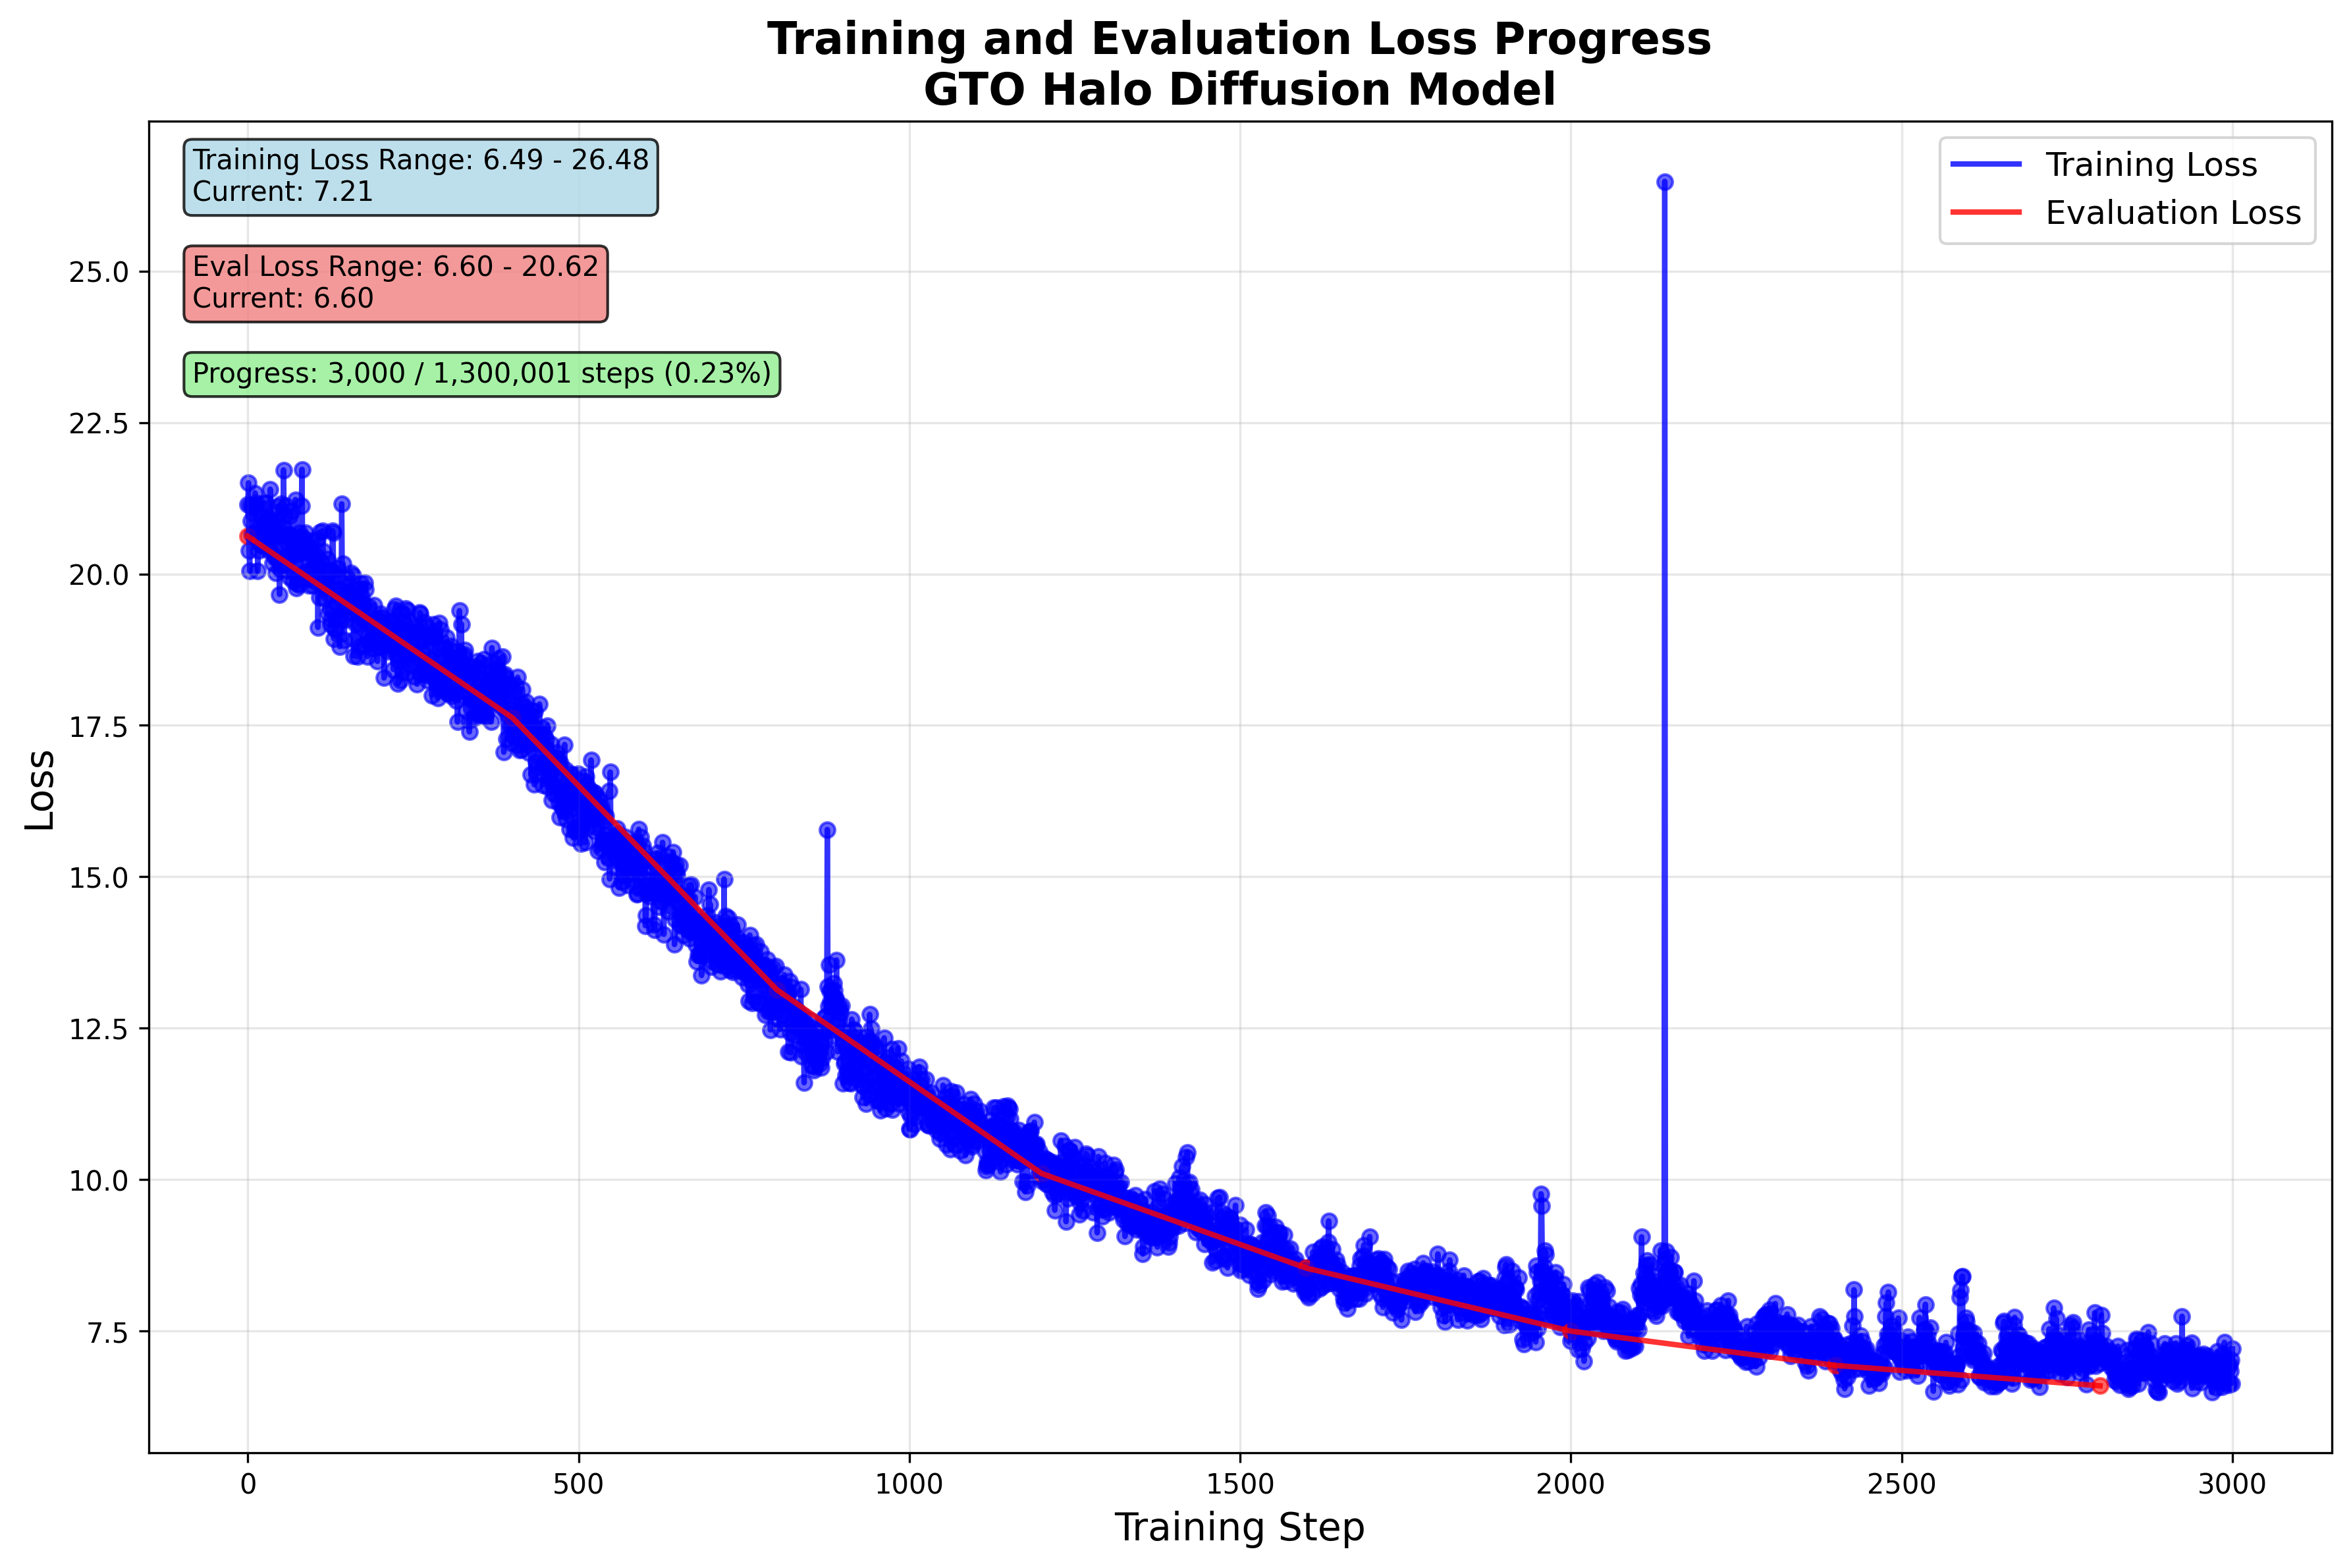 Training and Evaluation Loss Progress
GTO Halo Diffusion Model
Training Loss Range: 6.49 - 26.48
Current: 7.21
Eval Loss Range: 6.60 - 20.62
Current: 6.60
Progress: 3,000 / 1,300,001 steps (0.23%)
Training Loss
Evaluation Loss
Loss
25.0
22.5
20.0
17.5
15.0
12.5
10.0
7.5
0
500
1000
1500
2000
2500
3000
Training Step